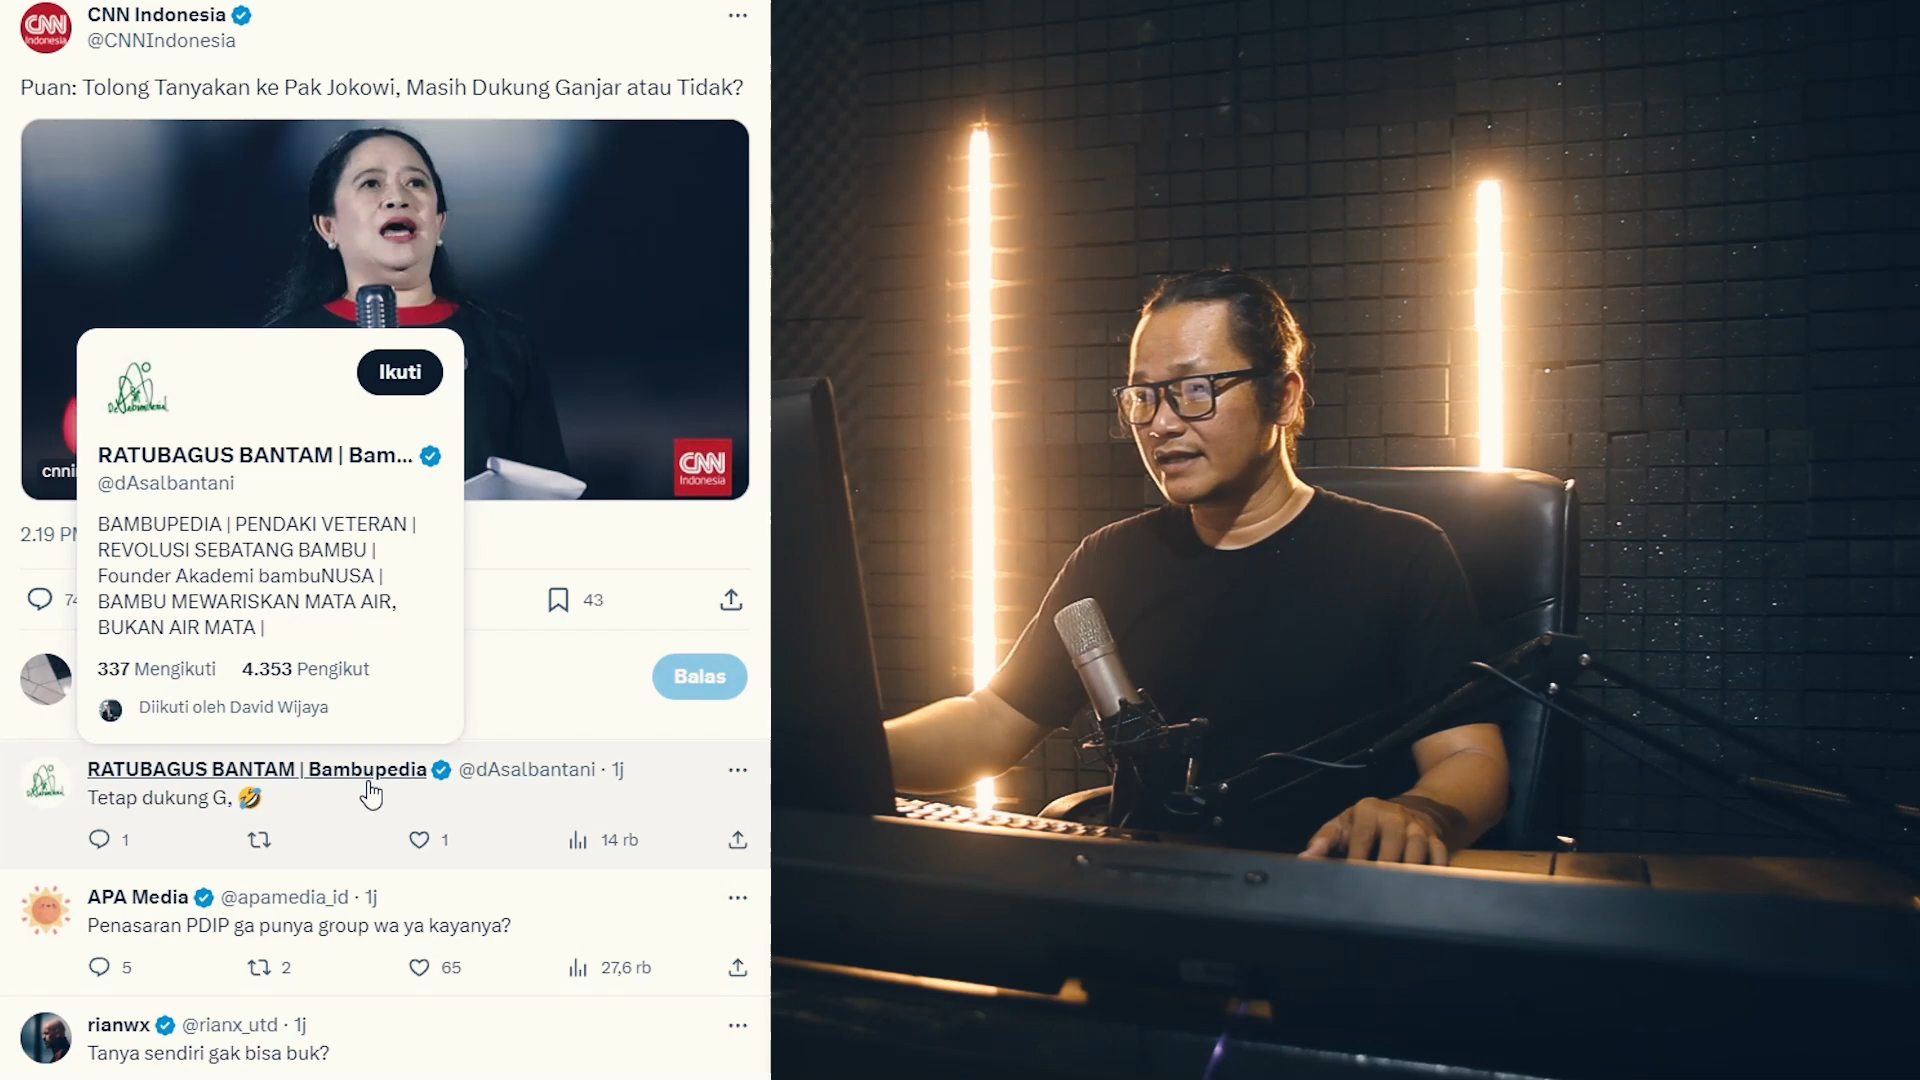 CNN Indonesia
@CNNIndonesia
CNN
Indonesia
Puan: Tolong Tanyakan ke Pak Jokowi, Masih Dukung Ganjar atau Tidak?
Ikuti
RATUBAGUS BANTAM | Bam...
@dAsalbantani
BAMBUPEDIA | PENDAKI VETERAN |
REVOLUSI SEBATANG BAMBU |
Founder Akademi bambuNUSA |
BAMBU MEWARISKAN MATA AIR,
BUKAN AIR MATA |
337 Mengikuti 4.353 Pengikut
Diikuti oleh David Wijaya
cnni
CNN
Indonesia
2.19 PM
43
Balas
RATUBAGUS BANTAM | Bambupedia @dAsalbantani · 1j
Tetap dukung G, 🤣
1 1 14 rb
APA Media @apamedia_id · 1j
Penasaran PDIP ga punya group wa ya kayanya?
5 2 65 27,6 rb
rianwx @rianx_utd · 1j
Tanya sendiri gak bisa buk?